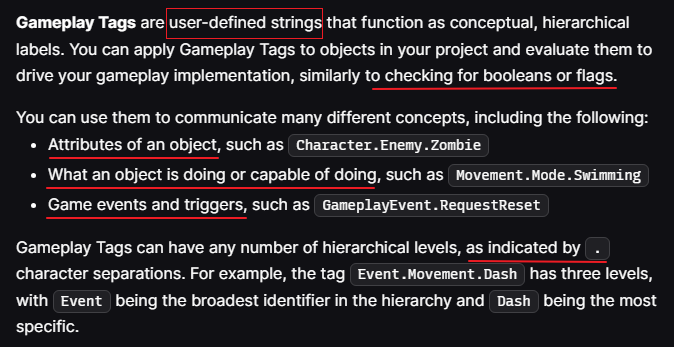 Gameplay Tags are user-defined strings that function as conceptual, hierarchical
labels. You can apply Gameplay Tags to objects in your project and evaluate them to
drive your gameplay implementation, similarly to checking for booleans or flags.
You can use them to communicate many different concepts, including the following:
• Attributes of an object, such as Character.Enemy.Zombie
• What an object is doing or capable of doing, such as Movement.Mode.Swimming
• Game events and triggers, such as GameplayEvent.RequestReset
Gameplay Tags can have any number of hierarchical levels, as indicated by .
character separations. For example, the tag Event.Movement.Dash has three levels,
with Event being the broadest identifier in the hierarchy and Dash being the most
specific.